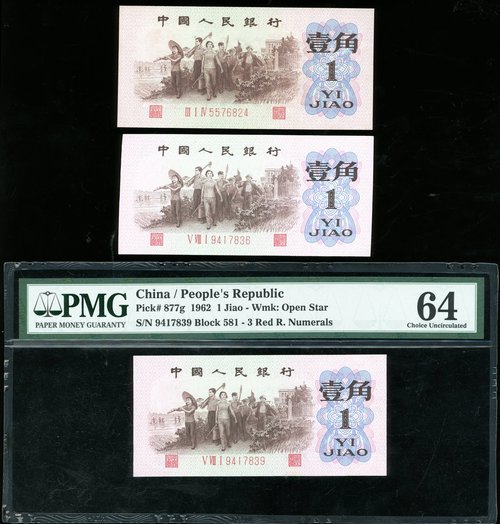 中國人民銀行
壹角
1
YI
JIAO
III I IV 5576824
中國人民銀行
壹角
1
YI
JIAO
V VIII I 9417836
PMG
PAPER MONEY GUARANTY
China / People's Republic
Pick# 877g 1962 1 Jiao - Wmk: Open Star
S/N 9417839 Block 581 - 3 Red R. Numerals
64
Choice Uncirculated
中國人民銀行
壹角
1
YI
JIAO
V VIII I 9417839